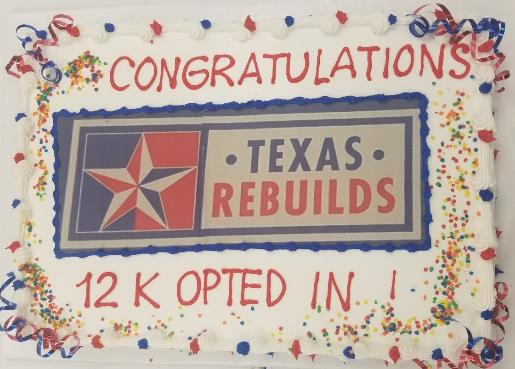 CONGRATULATIONS
• TEXAS •
REBUILDS
12 K OPTED IN !